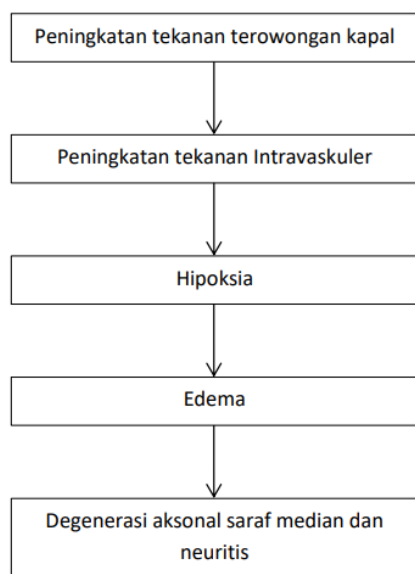 Peningkatan tekanan terowongan kapal
Peningkatan tekanan Intravaskuler
Hipoksia
Edema
Degenerasi aksonal saraf median dan
neuritis